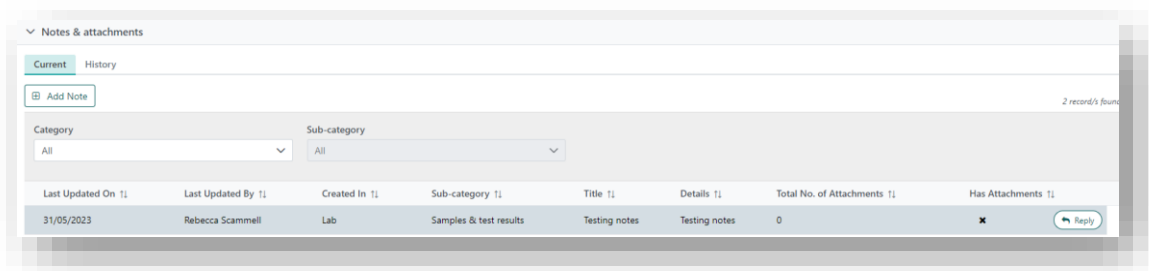 Notes & attachments
Current History
Add Note
2 record/s found
Category Sub-category
All All
Last Updated On Last Updated By Created In Sub-category Title Details Total No. of Attachments Has Attachments
31/05/2023 Rebecca Scammell Lab Samples & test results Testing notes Testing notes 0 Reply